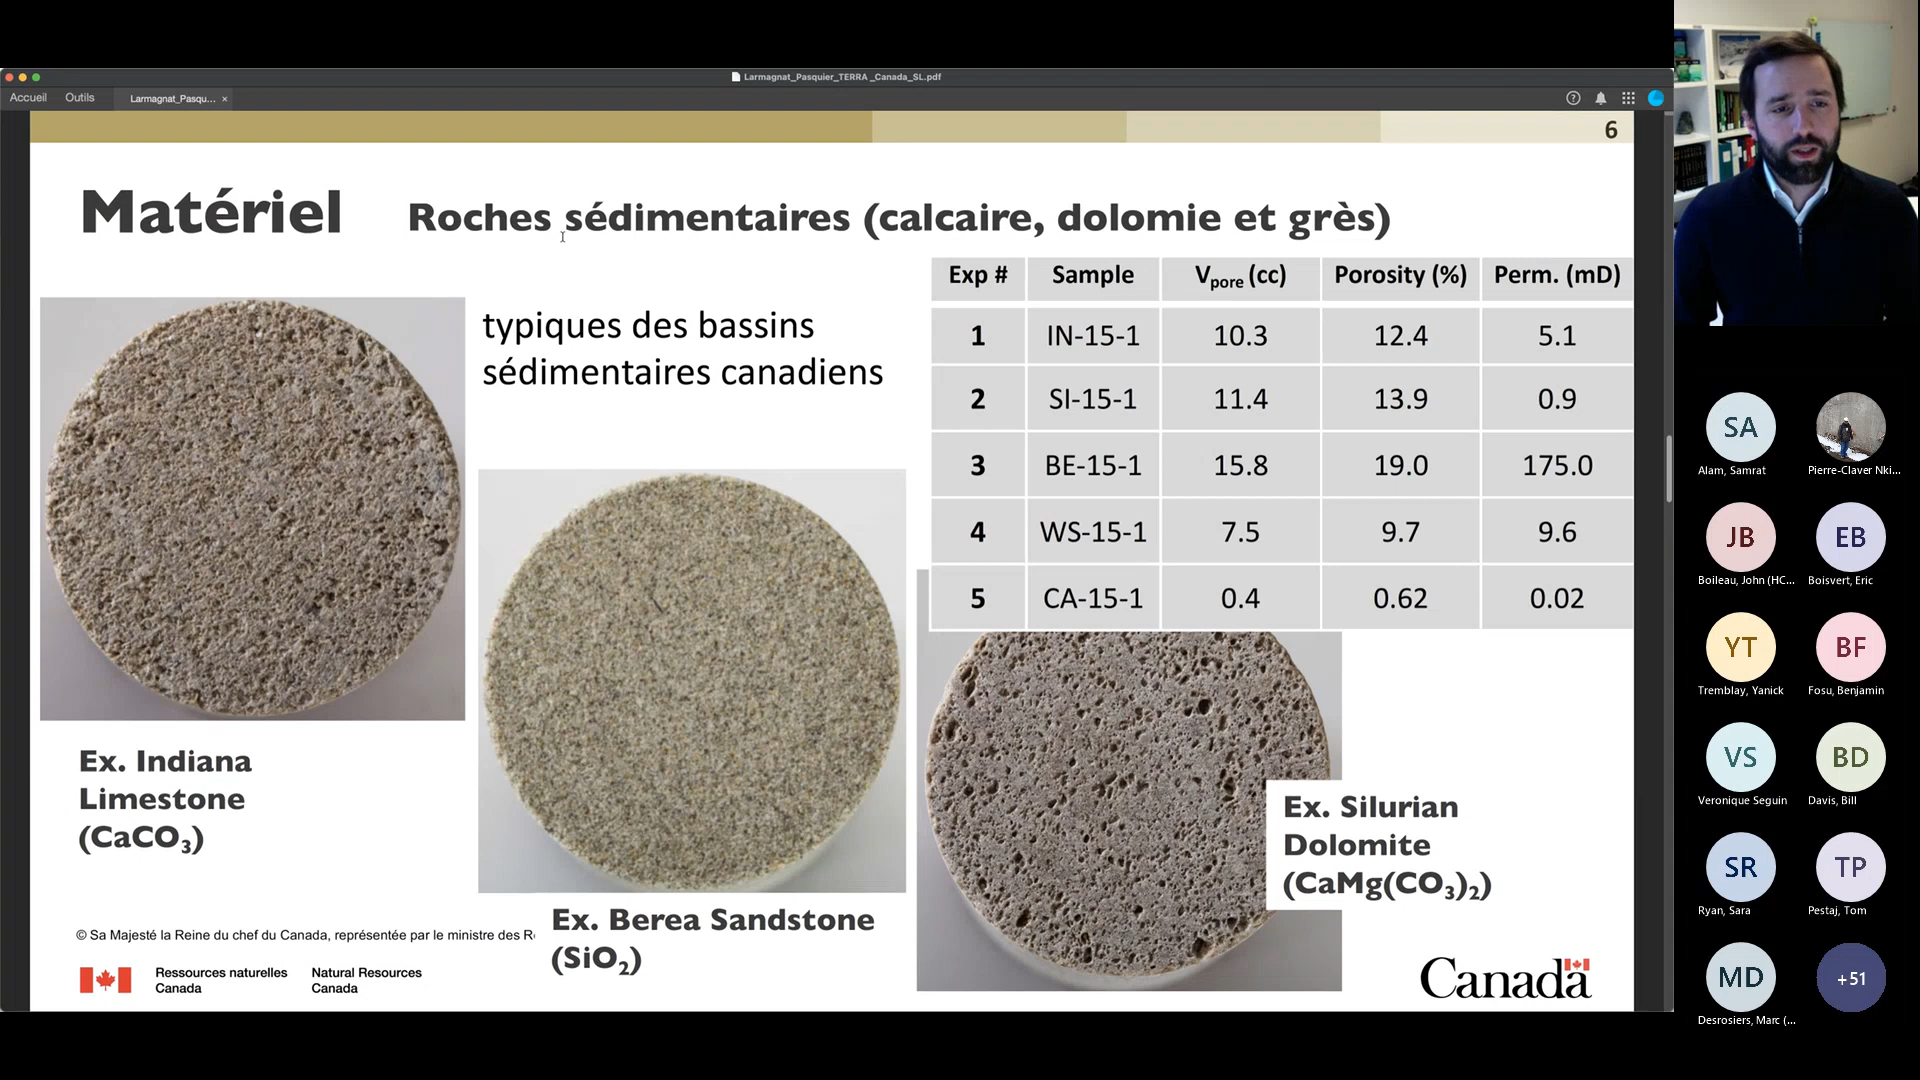 Larmagnat_Pasquier_TERRA _Canada_SL.pdf
Accueil Outils Larmagnat_Pasqu... ×
6
Matériel
Roches sédimentaires (calcaire, dolomie et grès)
typiques des bassins
sédimentaires canadiens
Exp # Sample Vpore (cc) Porosity (%) Perm. (mD)
1 IN-15-1 10.3 12.4 5.1
2 SI-15-1 11.4 13.9 0.9
3 BE-15-1 15.8 19.0 175.0
4 WS-15-1 7.5 9.7 9.6
5 CA-15-1 0.4 0.62 0.02
Ex. Indiana
Limestone
(CaCO₃)
Ex. Berea Sandstone
(SiO₂)
Ex. Silurian
Dolomite
(CaMg(CO₃)₂)
© Sa Majesté la Reine du chef du Canada, représentée par le ministre des
Ressources naturelles
Canada
Natural Resources
Canada
Canada
SA
Alam, Samrat
Pierre-Claver Nki...
JB
Boileau, John (HC...
EB
Boisvert, Eric
YT
Tremblay, Yanick
BF
Fosu, Benjamin
VS
Veronique Seguin
BD
Davis, Bill
SR
Ryan, Sara
TP
Pestaj, Tom
MD
Desrosiers, Marc (...
+51